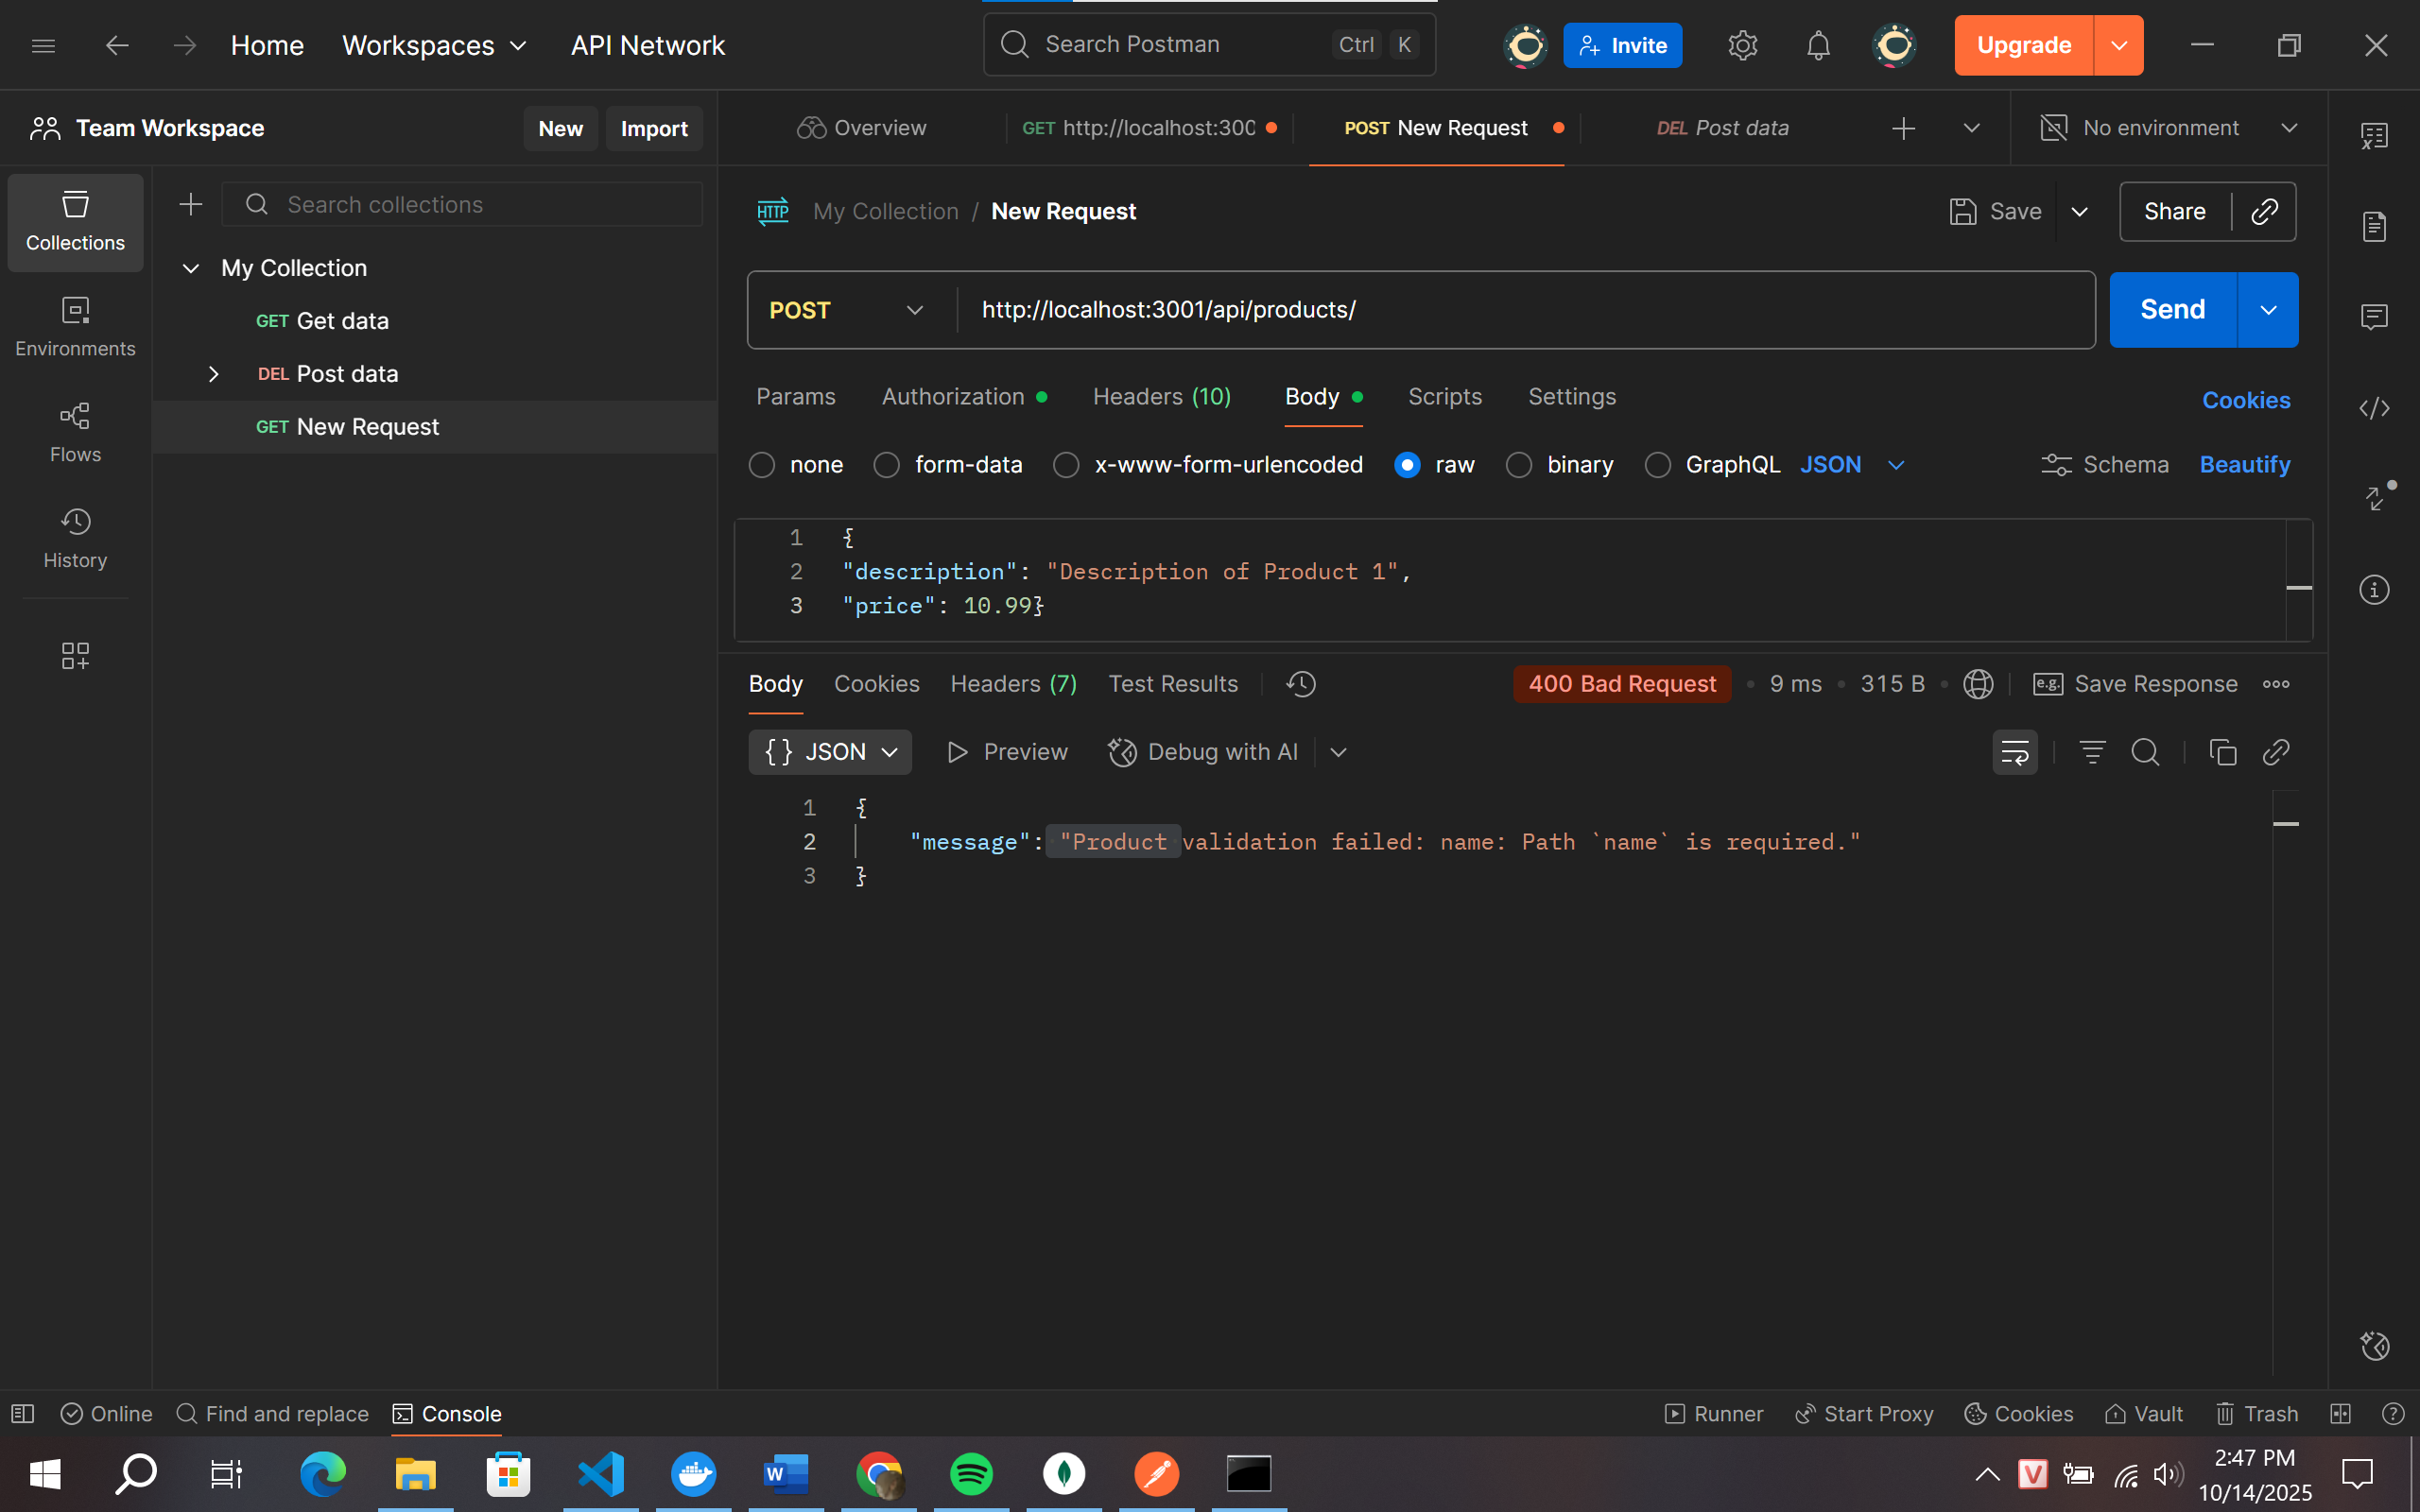 Home Workspaces API Network Search Postman Ctrl K Invite Upgrade
Team Workspace New Import Overview GET http://localhost:300 POST New Request DEL Post data No environment
Collections
Search collections
My Collection / New Request Save Share
My Collection
GET Get data
DEL Post data
GET New Request
Environments
Flows
History
POST http://localhost:3001/api/products/ Send
Params Authorization Headers (10) Body Scripts Settings Cookies
none form-data x-www-form-urlencoded raw binary GraphQL JSON Schema Beautify
1 {
2 "description": "Description of Product 1",
3 "price": 10.99}
Body Cookies Headers (7) Test Results 400 Bad Request 9 ms 315 B e.g. Save Response
{} JSON Preview Debug with AI
1 {
2 "message": "Product validation failed: name: Path `name` is required."
3 }
Online Find and replace Console Runner Start Proxy Cookies Vault Trash
2:47 PM
10/14/2025